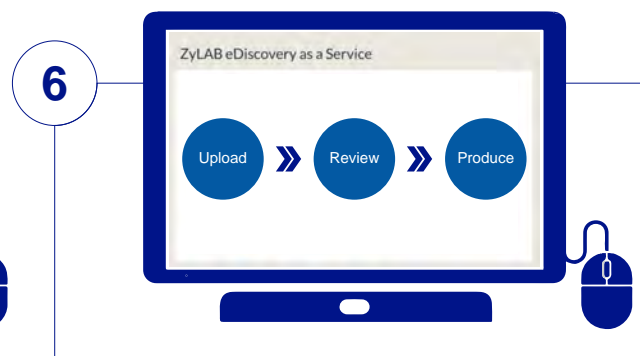 6
ZyLAB eDiscovery as a Service
Upload
Review
Produce